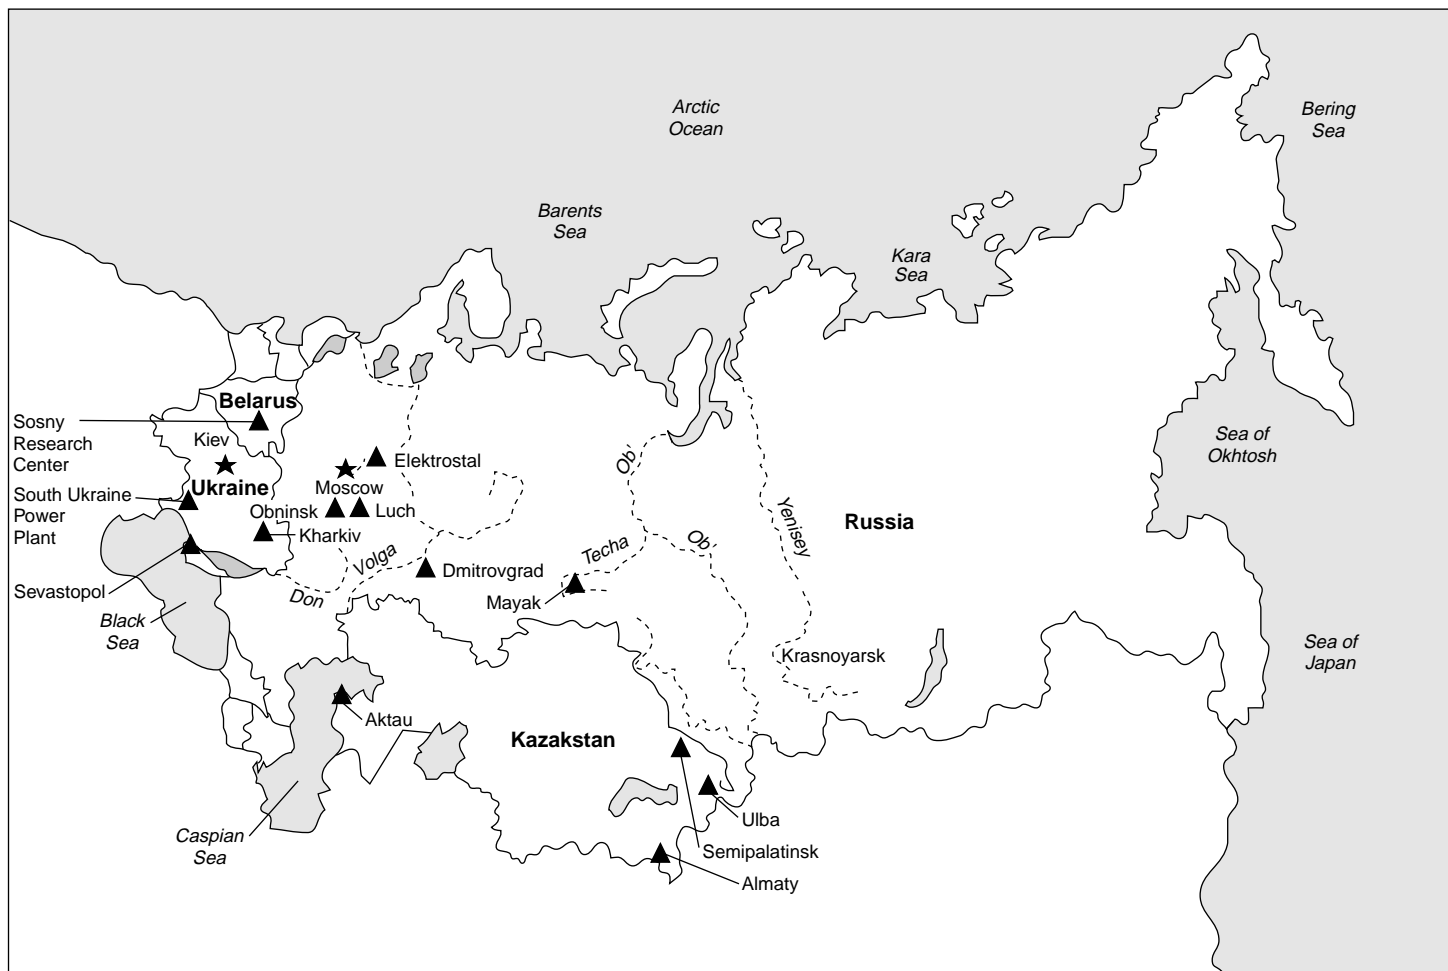 Arctic
Ocean
Bering
Sea
Barents
Sea
Kara
Sea
Belarus
Sosny
Research
Center
Kiev
Sea of
Okhtosh
Elektrostal
Ob'
Moscow
Ukraine
South Ukraine
Power
Plant
Obninsk
Luch
Yenisey
Russia
Kharkiv
Volga
Techa
Ob'
Dmitrovgrad
Sevastopol
Don
Mayak
Black
Sea
Krasnoyarsk
Sea of
Japan
Aktau
Kazakstan
Caspian
Sea
Ulba
Semipalatinsk
Almaty